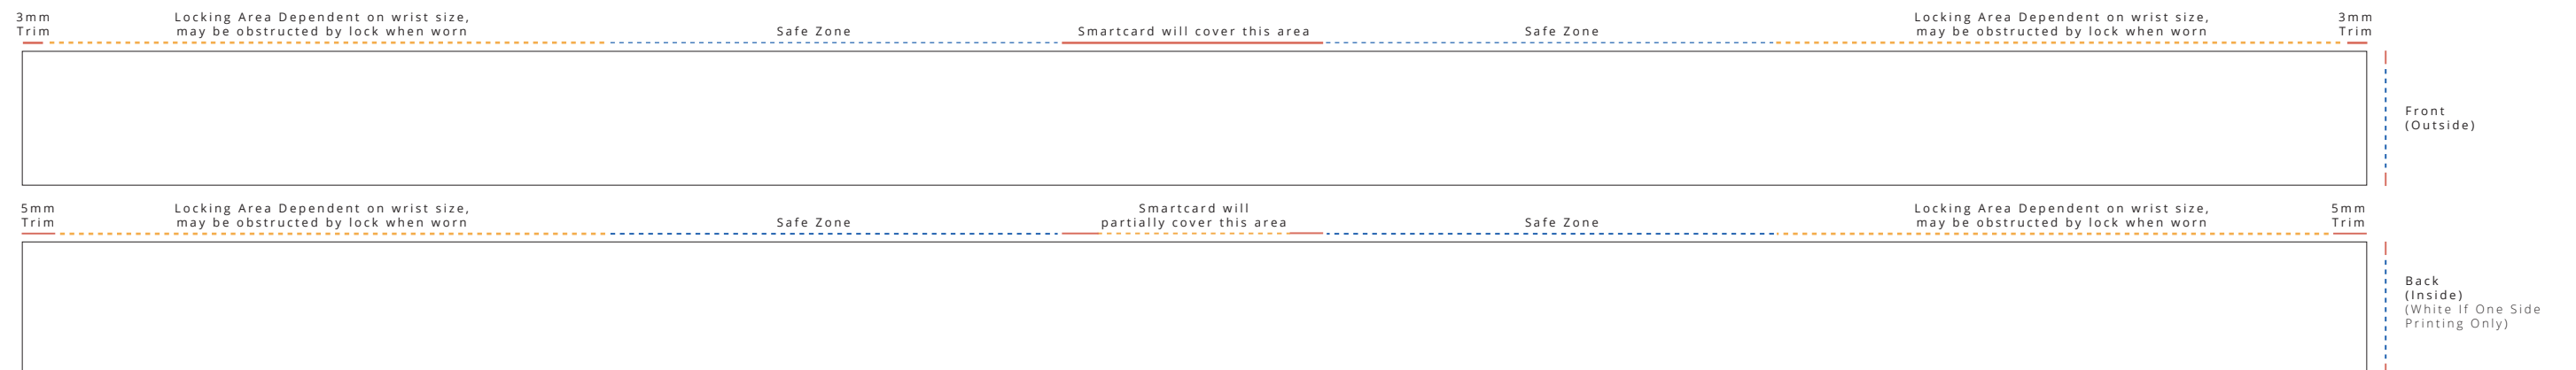 3mm
Trim
Locking Area Dependent on wrist size,
may be obstructed by lock when worn
Safe Zone
Smartcard will cover this area
Safe Zone
Locking Area Dependent on wrist size,
may be obstructed by lock when worn
3mm
Trim
Front
(Outside)
5mm
Trim
Locking Area Dependent on wrist size,
may be obstructed by lock when worn
Safe Zone
Smartcard will
partially cover this area
Safe Zone
Locking Area Dependent on wrist size,
may be obstructed by lock when worn
5mm
Trim
Back
(Inside)
(White If One Side
Printing Only)